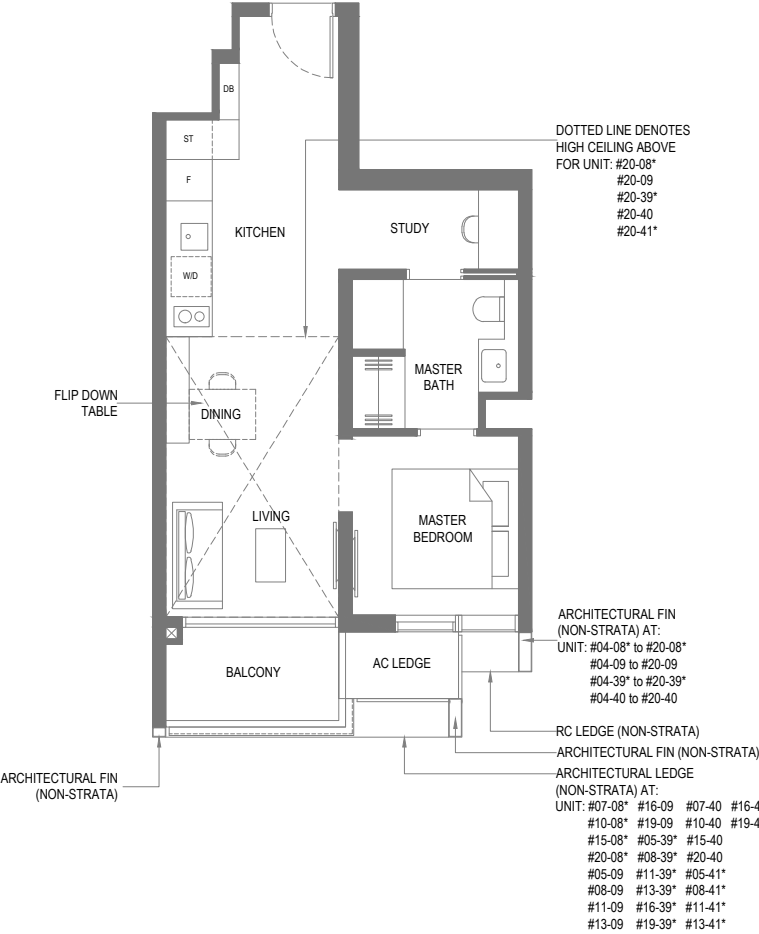 DB
ST
F
KITCHEN
W/D
STUDY
DOTTED LINE DENOTES
HIGH CEILING ABOVE
FOR UNIT: #20-08*
#20-09
#20-39*
#20-40
#20-41*
MASTER
BATH
FLIP DOWN
TABLE
DINING
LIVING
MASTER
BEDROOM
BALCONY
AC LEDGE
ARCHITECTURAL FIN
(NON-STRATA) AT:
UNIT: #04-08* to #20-08*
#04-09 to #20-09
#04-39* to #20-39*
#04-40 to #20-40
RC LEDGE (NON-STRATA)
ARCHITECTURAL FIN (NON-STRATA)
ARCHITECTURAL FIN
(NON-STRATA)
ARCHITECTURAL LEDGE
(NON-STRATA) AT:
UNIT: #07-08* #16-09 #07-40 #16-4
#10-08* #19-09 #10-40 #19-4
#15-08* #05-39* #15-40
#20-08* #08-39* #20-40
#05-09 #11-39* #05-41*
#08-09 #13-39* #08-41*
#11-09 #16-39* #11-41*
#13-09 #19-39* #13-41*